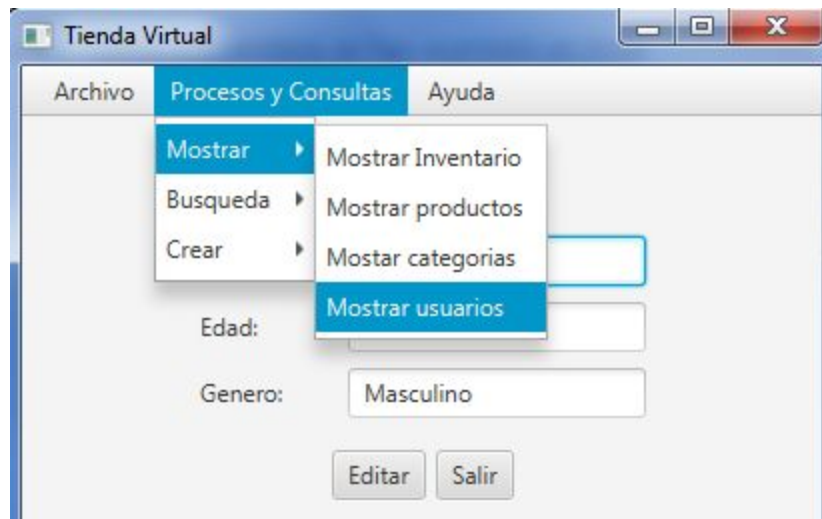 Tienda Virtual
Archivo Procesos y Consultas Ayuda
Mostrar
Busqueda
Crear
Mostrar Inventario
Mostrar productos
Mostar categorias
Mostrar usuarios
Edad:
Genero: Masculino
Editar Salir